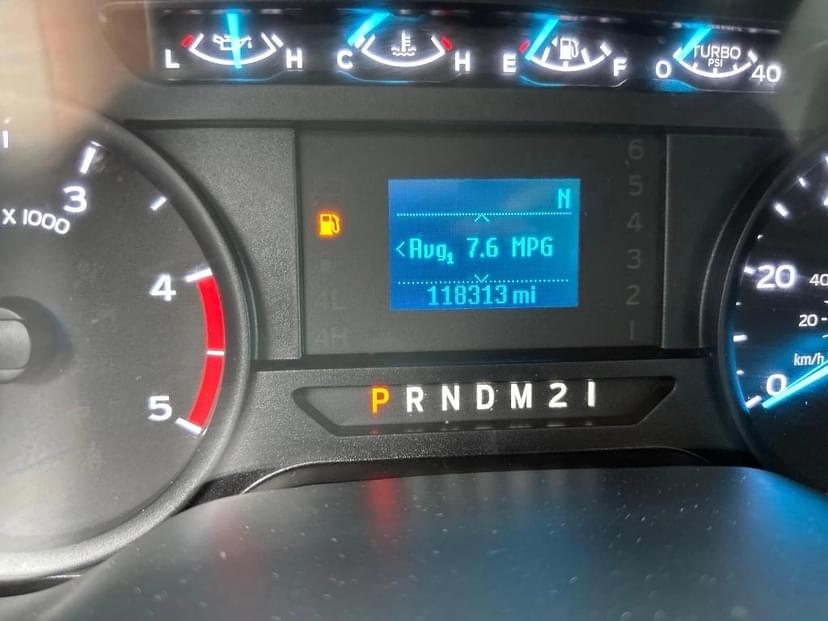 L H C H E F 0 TURBO PSI 40
3
X 1000
4
5
N
<Avg1 7.6 MPG
118313 mi
6
5
4
3
2
1
4L
4H
P R N D M 2 1
20
40
20
km/h
0